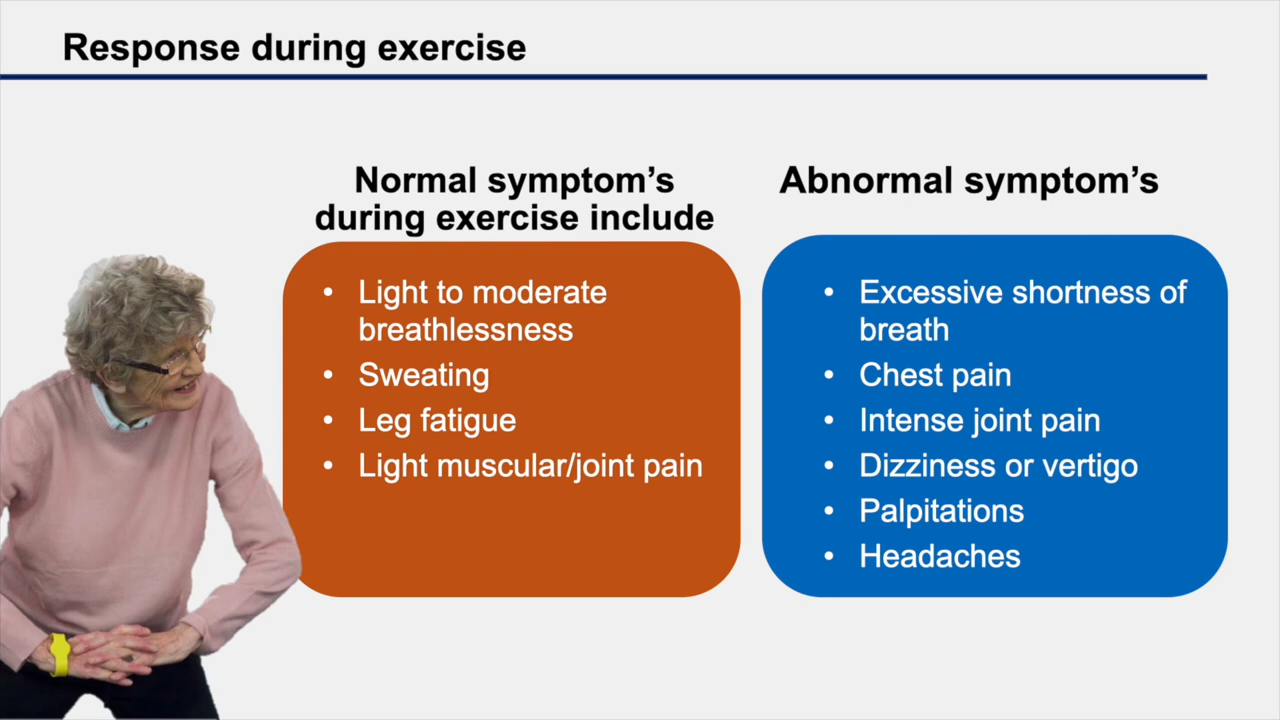 Response during exercise
Normal symptom's
during exercise include
• Light to moderate
breathlessness
• Sweating
• Leg fatigue
• Light muscular/joint pain
Abnormal symptom's
• Excessive shortness of
breath
• Chest pain
• Intense joint pain
• Dizziness or vertigo
• Palpitations
• Headaches